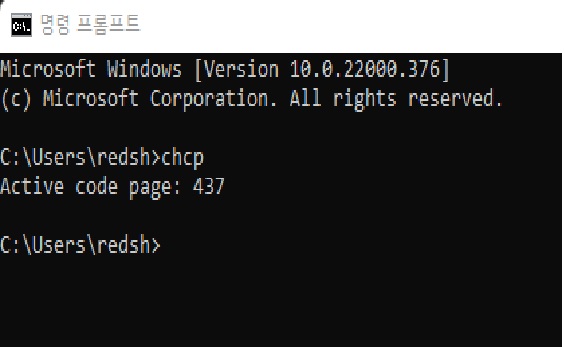 명령 프롬프트
Microsoft Windows [Version 10.0.22000.376]
(c) Microsoft Corporation. All rights reserved.
C:\Users\redsh>chcp
Active code page: 437
C:\Users\redsh>